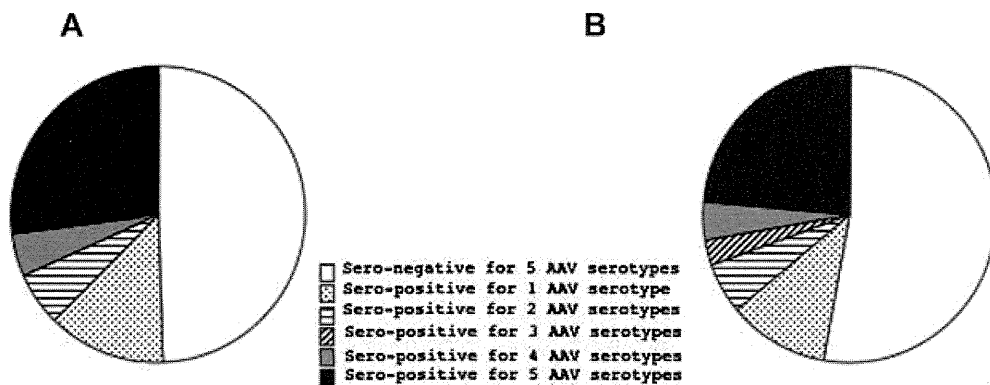 A
B
Sero-negative for 5 AAV serotypes
Sero-positive for 1 AAV serotype
Sero-positive for 2 AAV serotypes
Sero-positive for 3 AAV serotypes
Sero-positive for 4 AAV serotypes
Sero-positive for 5 AAV serotypes